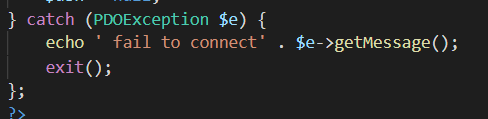 } catch (PDOException $e) {
echo ' fail to connect' . $e->getMessage();
exit();
};
?>